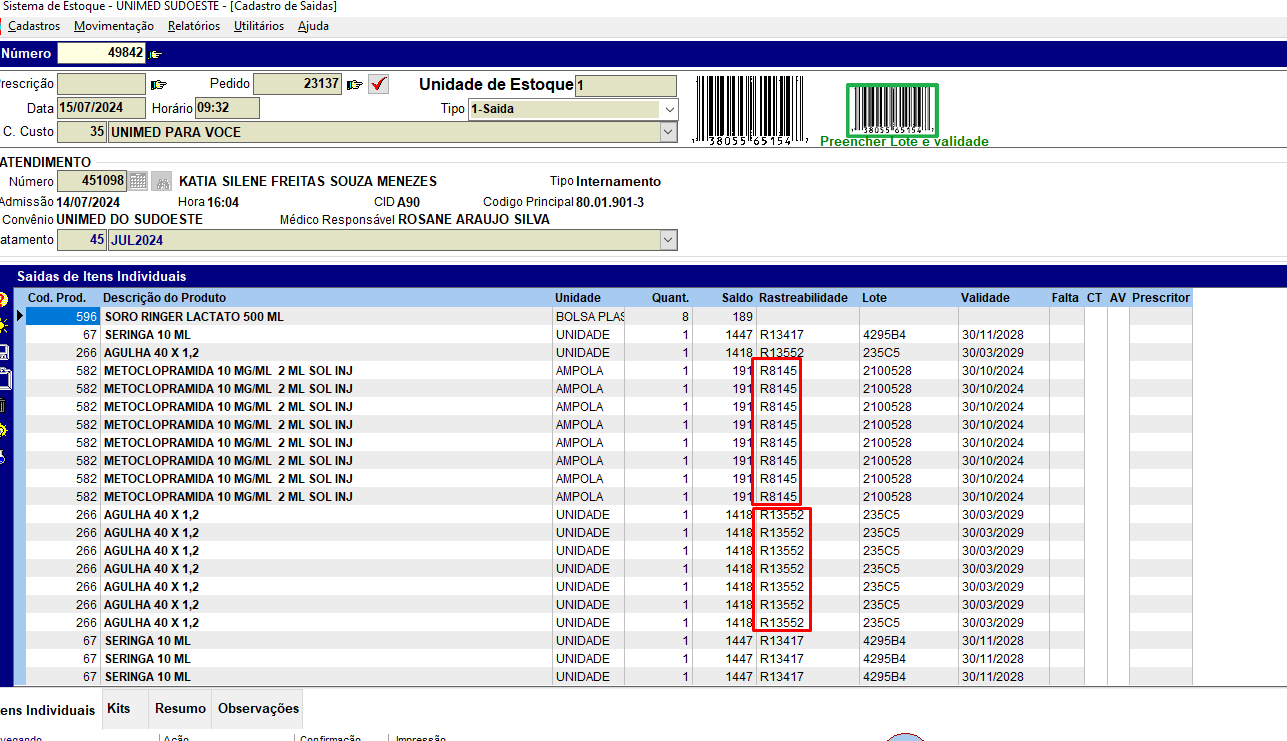 Sistema de Estoque - UNIMED SUDOESTE - [Cadastro de Saidas]
Cadastros Movimentação Relatórios Utilitários Ajuda
Número 49842
rescrição Pedido 23137 Unidade de Estoque 1
Data 15/07/2024 Horário 09:32 Tipo 1-Saida
C. Custo 35 UNIMED PARA VOCE
1 38055 65154 7
1 38055 65154 7
Preencher Lote e validade
ATENDIMENTO
Número 451098 KATIA SILENE FREITAS SOUZA MENEZES Tipo Internamento
Admissão 14/07/2024 Hora 16:04 CID A90 Codigo Principal 80.01.901-3
Convênio UNIMED DO SUDOESTE Médico Responsável ROSANE ARAUJO SILVA
atamento 45 JUL2024
Saidas de Itens Individuais
Cod. Prod. Descrição do Produto Unidade Quant. Saldo Rastreabilidade Lote Validade Falta CT AV Prescritor
596 SORO RINGER LACTATO 500 ML BOLSA PLAS 8 189
67 SERINGA 10 ML UNIDADE 1 1447 R13417 4295B4 30/11/2028
266 AGULHA 40 X 1,2 UNIDADE 1 1418 R13552 235C5 30/03/2029
582 METOCLOPRAMIDA 10 MG/ML 2 ML SOL INJ AMPOLA 1 191 R8145 2100528 30/10/2024
582 METOCLOPRAMIDA 10 MG/ML 2 ML SOL INJ AMPOLA 1 191 R8145 2100528 30/10/2024
582 METOCLOPRAMIDA 10 MG/ML 2 ML SOL INJ AMPOLA 1 191 R8145 2100528 30/10/2024
582 METOCLOPRAMIDA 10 MG/ML 2 ML SOL INJ AMPOLA 1 191 R8145 2100528 30/10/2024
582 METOCLOPRAMIDA 10 MG/ML 2 ML SOL INJ AMPOLA 1 191 R8145 2100528 30/10/2024
582 METOCLOPRAMIDA 10 MG/ML 2 ML SOL INJ AMPOLA 1 191 R8145 2100528 30/10/2024
582 METOCLOPRAMIDA 10 MG/ML 2 ML SOL INJ AMPOLA 1 191 R8145 2100528 30/10/2024
582 METOCLOPRAMIDA 10 MG/ML 2 ML SOL INJ AMPOLA 1 191 R8145 2100528 30/10/2024
266 AGULHA 40 X 1,2 UNIDADE 1 1418 R13552 235C5 30/03/2029
266 AGULHA 40 X 1,2 UNIDADE 1 1418 R13552 235C5 30/03/2029
266 AGULHA 40 X 1,2 UNIDADE 1 1418 R13552 235C5 30/03/2029
266 AGULHA 40 X 1,2 UNIDADE 1 1418 R13552 235C5 30/03/2029
266 AGULHA 40 X 1,2 UNIDADE 1 1418 R13552 235C5 30/03/2029
266 AGULHA 40 X 1,2 UNIDADE 1 1418 R13552 235C5 30/03/2029
266 AGULHA 40 X 1,2 UNIDADE 1 1418 R13552 235C5 30/03/2029
67 SERINGA 10 ML UNIDADE 1 1447 R13417 4295B4 30/11/2028
67 SERINGA 10 ML UNIDADE 1 1447 R13417 4295B4 30/11/2028
67 SERINGA 10 ML UNIDADE 1 1447 R13417 4295B4 30/11/2028
ens Individuais Kits Resumo Observações
vegando Ação Confirmação Impressão